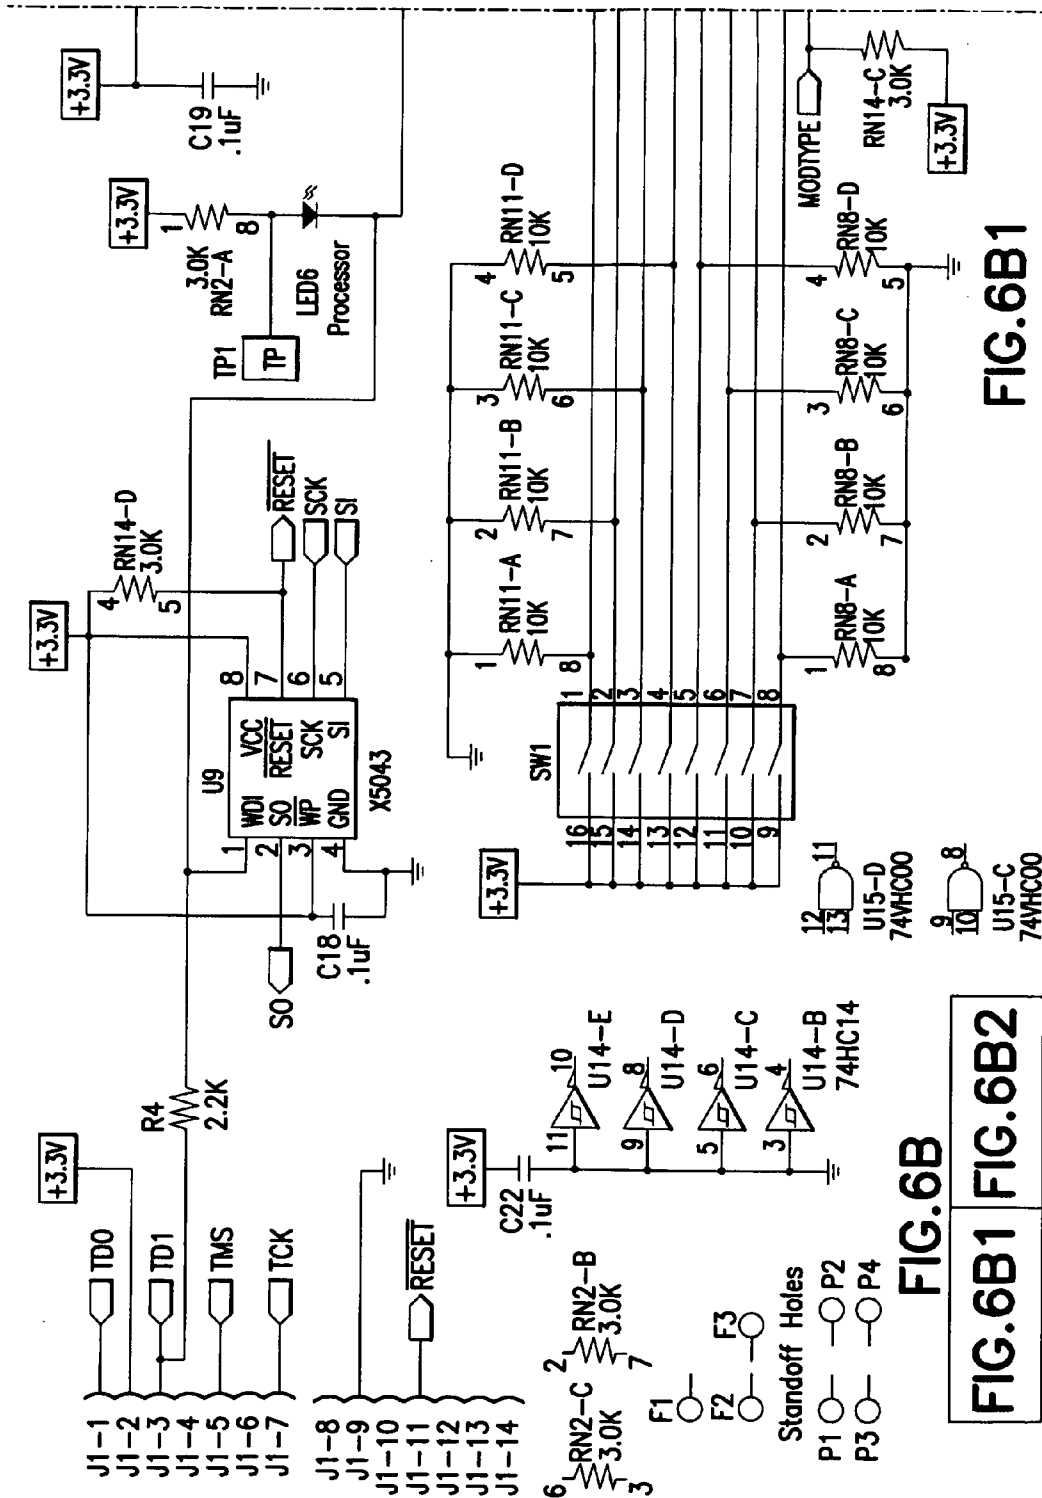 J1-1
J1-2
J1-3
J1-4
J1-5
J1-6
J1-7
TDO
+3.3V
TD1
TMS
TCK
R4
2.2K
J1-8
J1-9
J1-10
J1-11
J1-12
J1-13
J1-14
RESET
+3.3V
4
RN14-D
3.0K
5
U9
1 WDI VCC 8
2 SO RESET 7
3 WP SCK 6
4 GND SI 5
X5043
RESET
SCK
SI
SO
C18
.1uF
+3.3V
C19
.1uF
+3.3V
1
3.0K
RN2-A
8
TP1
TP
LED6
Processor
1
RN11-A
10K
8
2
RN11-B
10K
7
3
RN11-C
10K
6
4
RN11-D
10K
5
SW1
+3.3V
16 1
15 2
14 3
13 4
12 5
11 6
10 7
9 8
1
RN8-A
10K
8
2
RN8-B
10K
7
3
RN8-C
10K
6
4
RN8-D
10K
5
MODTYPE
RN14-C
3.0K
+3.3V
6
RN2-C
3.0K
3
2
RN2-B
3.0K
7
+3.3V
C22
.1uF
11 10
U14-E
9 8
U14-D
5 6
U14-C
3 4
U14-B
74HC14
12
13
11
U15-D
74VHC00
9
10
8
U15-C
74VHC00
F1
F2
F3
Standoff Holes
P1 P2
P3 P4
FIG.6B
FIG.6B1 FIG.6B2
FIG.6B1